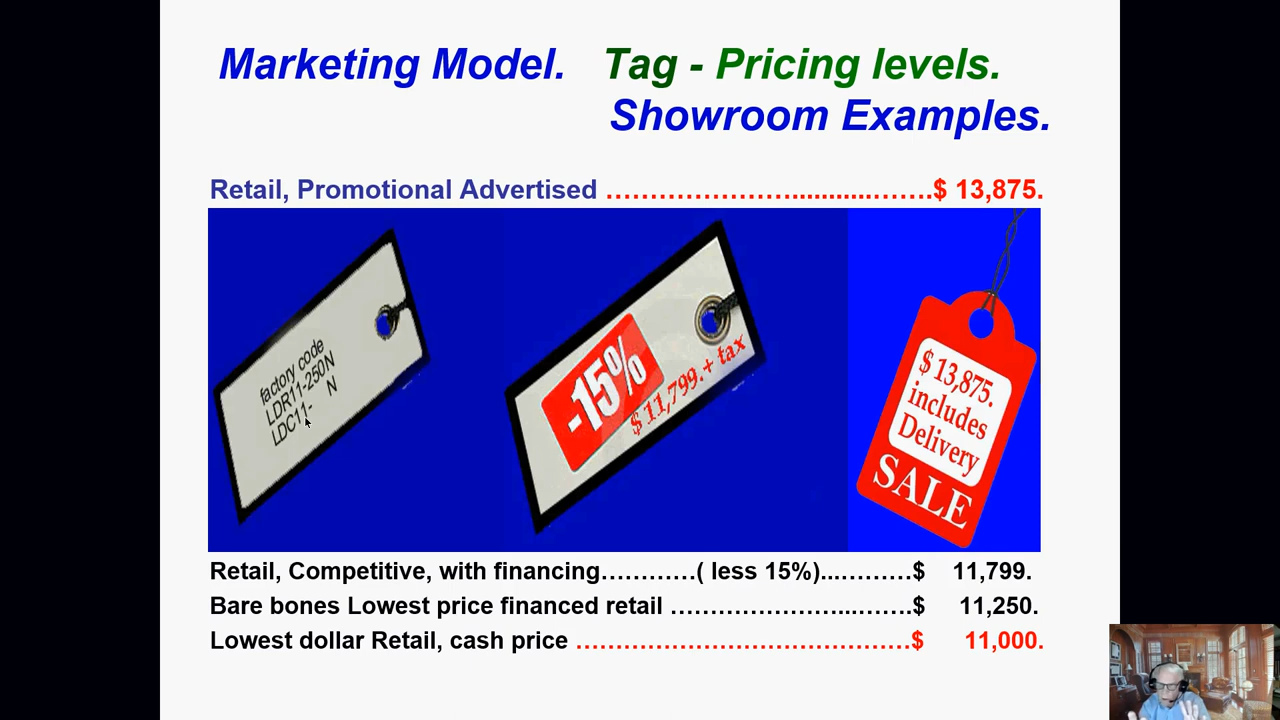 Marketing Model. Tag - Pricing levels.
Showroom Examples.
Retail, Promotional Advertised …………………...........…….$ 13,875.
factory code
LDR11-250N
LDC11- N
-15%
$ 11,799.+ tax
$ 13,875.
includes
Delivery
SALE
Retail, Competitive, with financing…………( less 15%)...………$ 11,799.
Bare bones Lowest price financed retail …………………...…….$ 11,250.
Lowest dollar Retail, cash price ……………………………………$ 11,000.